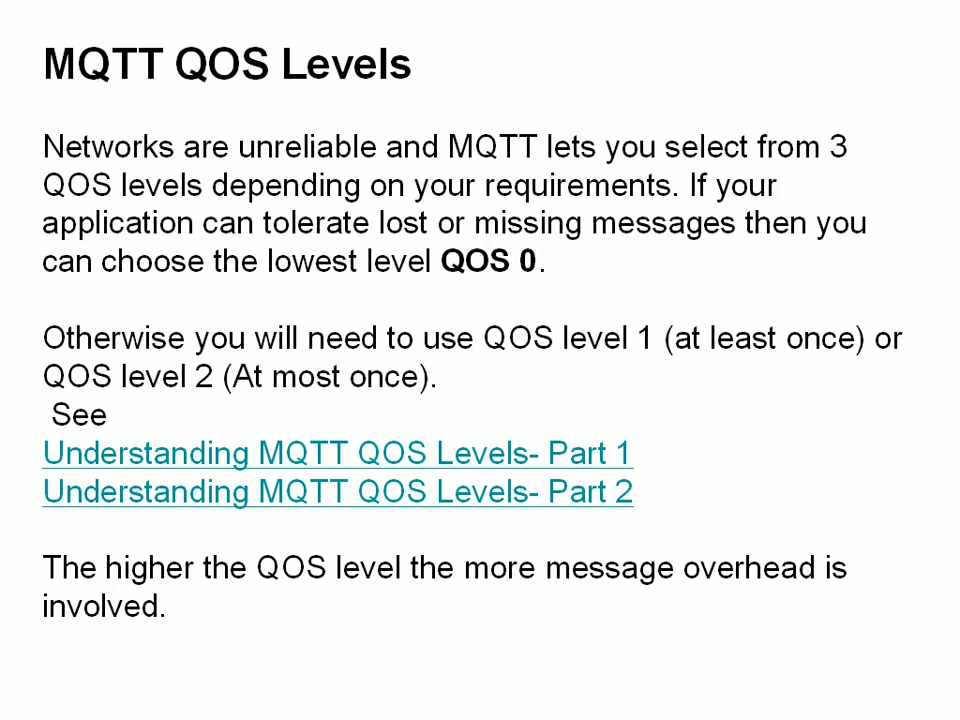 MQTT QOS Levels
Networks are unreliable and MQTT lets you select from 3
QOS levels depending on your requirements. If your
application can tolerate lost or missing messages then you
can choose the lowest level QOS 0.
Otherwise you will need to use QOS level 1 (at least once) or
QOS level 2 (At most once).
See
Understanding MQTT QOS Levels- Part 1
Understanding MQTT QOS Levels- Part 2
The higher the QOS level the more message overhead is
involved.